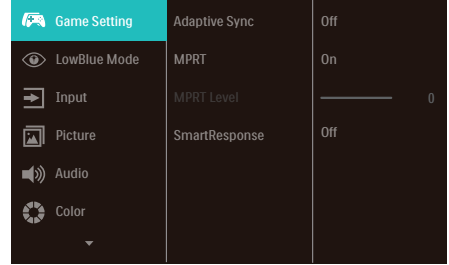 Game Setting Adaptive Sync Off
LowBlue Mode MPRT On
Input MPRT Level 0
Picture SmartResponse Off
Audio
Color